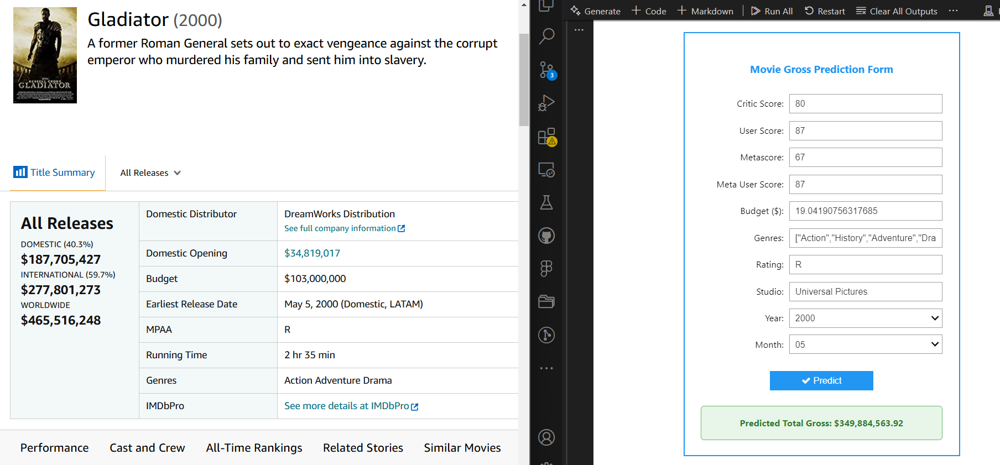 Gladiator (2000)
A former Roman General sets out to exact vengeance against the corrupt
emperor who murdered his family and sent him into slavery.
GLADIATOR
Title Summary
All Releases
All Releases
DOMESTIC (40.3%)
$187,705,427
INTERNATIONAL (59.7%)
$277,801,273
WORLDWIDE
$465,516,248
Domestic Distributor
DreamWorks Distribution
See full company information
Domestic Opening
$34,819,017
Budget
$103,000,000
Earliest Release Date
May 5, 2000 (Domestic, LATAM)
MPAA
R
Running Time
2 hr 35 min
Genres
Action Adventure Drama
IMDbPro
See more details at IMDbPro
Performance
Cast and Crew
All-Time Rankings
Related Stories
Similar Movies
3
Generate
Code
Markdown
Run All
Restart
Clear All Outputs
Movie Gross Prediction Form
Critic Score: 80
User Score: 87
Metascore: 67
Meta User Score: 87
Budget ($): 19.04190756317685
Genres: ["Action","History","Adventure","Dra
Rating: R
Studio: Universal Pictures
Year: 2000
Month: 05
Predict
Predicted Total Gross: $349,884,563.92